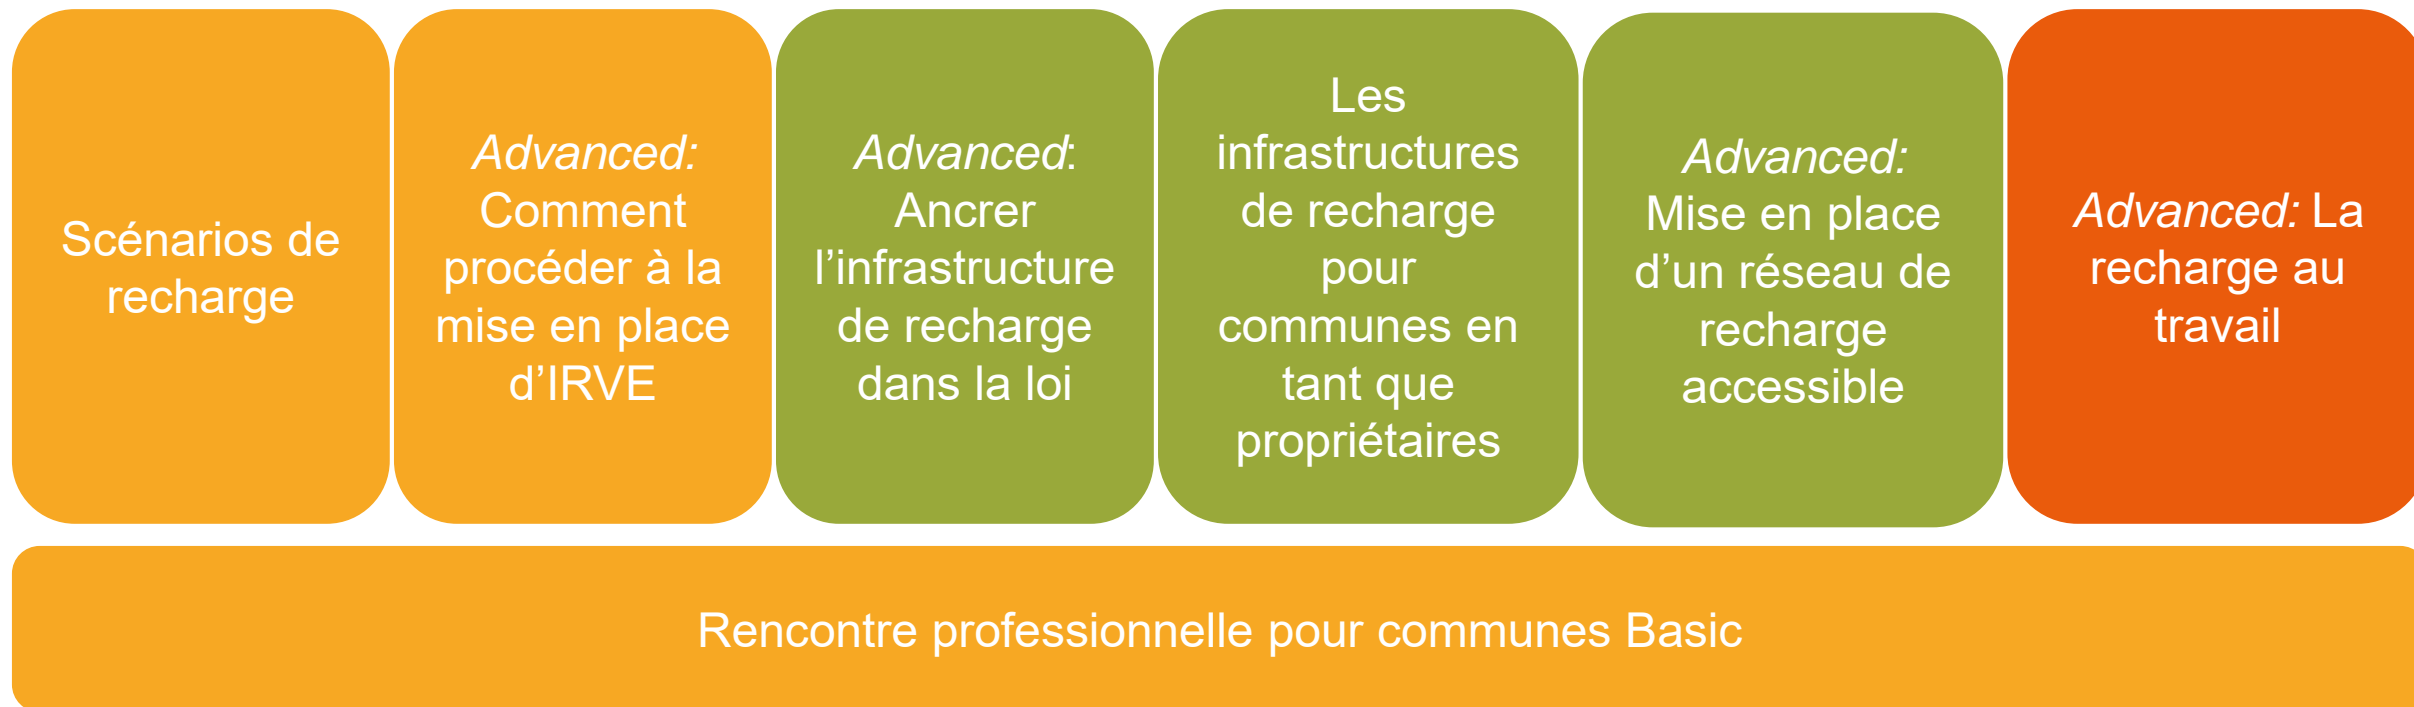 Scénarios de
recharge
Advanced:
Comment
procéder à la
mise en place
d’IRVE
Advanced:
Ancrer
l’infrastructure
de recharge
dans la loi
Les
infrastructures
de recharge
pour
communes en
tant que
propriétaires
Advanced:
Mise en place
d’un réseau de
recharge
accessible
Advanced: La
recharge au
travail
Rencontre professionnelle pour communes Basic